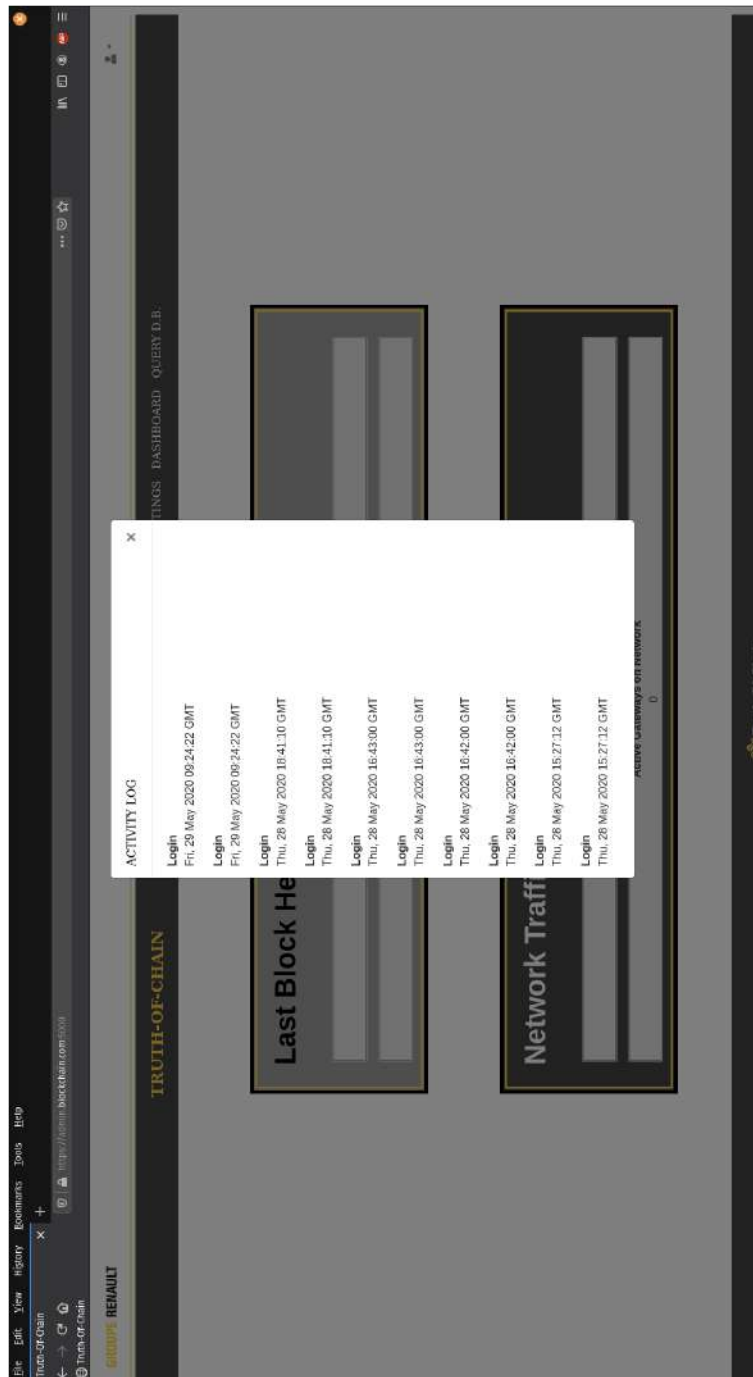 File Edit View History Bookmarks Tools Help
Truth-Of-Chain × +
https://admin.blockchain.com:5000
Truth-Of-Chain
GROUPE RENAULT
TRUTH-OF-CHAIN
TINGS DASHBOARD QUERY D.B.
ACTIVITY LOG ×
Login
Fri, 29 May 2020 09:24:22 GMT
Login
Fri, 29 May 2020 09:24:22 GMT
Login
Thu, 28 May 2020 18:41:10 GMT
Login
Thu, 28 May 2020 18:41:10 GMT
Login
Thu, 28 May 2020 16:43:00 GMT
Login
Thu, 28 May 2020 16:43:00 GMT
Login
Thu, 28 May 2020 16:42:00 GMT
Login
Thu, 28 May 2020 16:42:00 GMT
Login
Thu, 28 May 2020 15:27:12 GMT
Login
Thu, 28 May 2020 15:27:12 GMT
Last Block He
Network Traffi
Active Gateways on Network
0